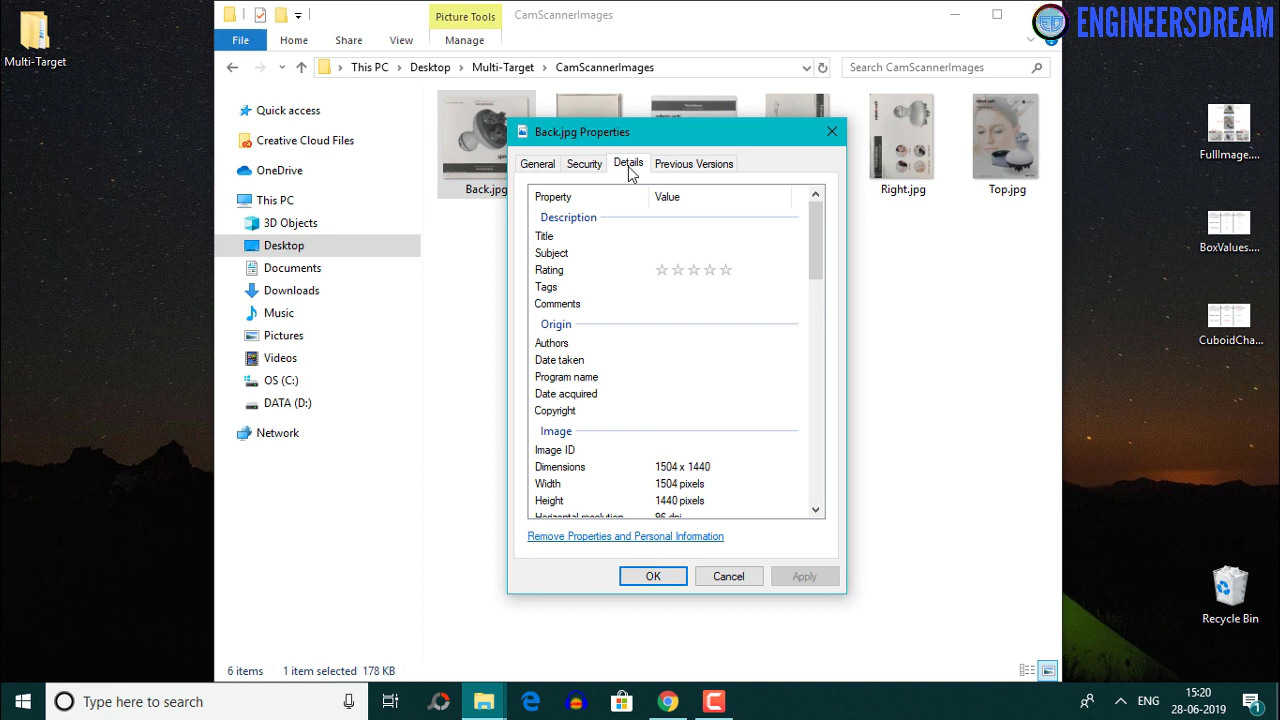 Picture Tools
CamScannerImages
ENGINEERSDREAM
File
Home
Share
View
Manage
Multi-Target
This PC
Desktop
Multi-Target
CamScannerImages
Search CamScannerImages
Quick access
Creative Cloud Files
OneDrive
This PC
3D Objects
Desktop
Documents
Downloads
Music
Pictures
Videos
OS (C:)
DATA (D:)
Network
Back.jpg
Right.jpg
Top.jpg
Back.jpg Properties
General
Security
Details
Previous Versions
Property Value
Description
Title
Subject
Rating
Tags
Comments
Origin
Authors
Date taken
Program name
Date acquired
Copyright
Image
Image ID
Dimensions 1504 x 1440
Width 1504 pixels
Height 1440 pixels
Horizontal resolution 96 dpi
Remove Properties and Personal Information
OK
Cancel
Apply
FullImage....
BoxValues....
CuboidCha...
Recycle Bin
6 items 1 item selected 178 KB
Type here to search
ENG
15:20
28-06-2019
1